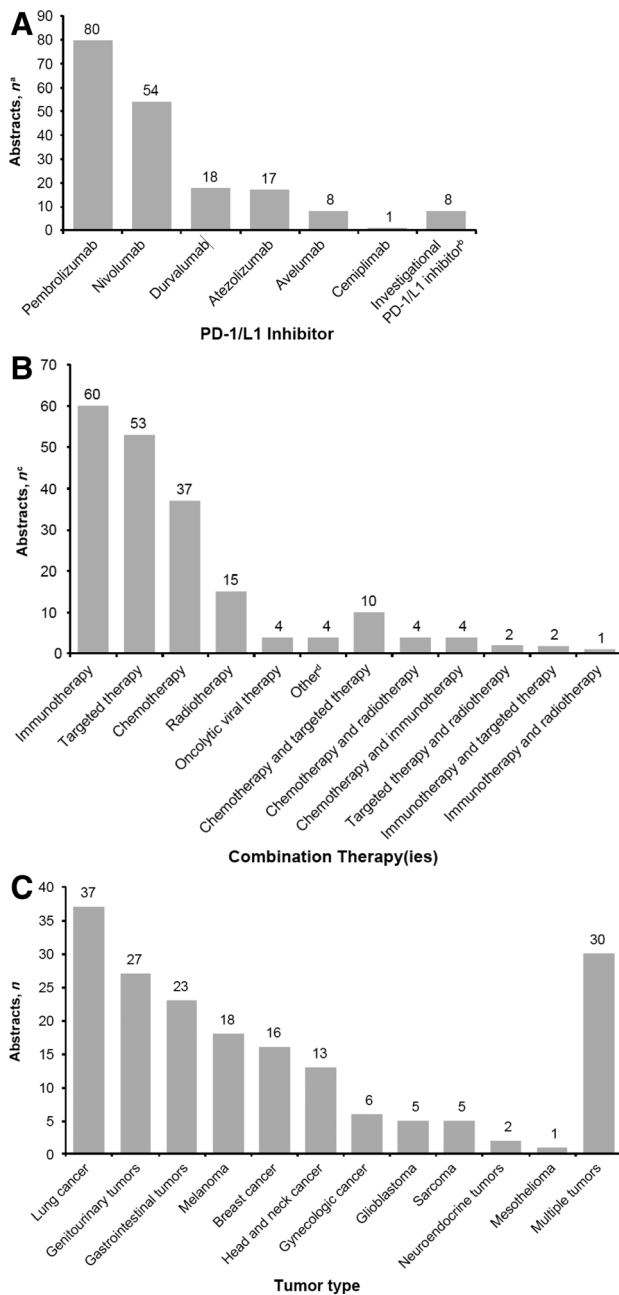 A
Abstracts, nᵃ
90
80
70
60
50
40
30
20
10
0
80
54
18
17
8
1
8
Pembrolizumab
Nivolumab
Durvalumab
Atezolizumab
Avelumab
Cemiplimab
Investigational
PD-1/L1 inhibitorᵇ
PD-1/L1 Inhibitor
B
Abstracts, nᶜ
70
60
50
40
30
20
10
0
60
53
37
15
4
4
10
4
4
2
2
1
Immunotherapy
Targeted therapy
Chemotherapy
Radiotherapy
Oncolytic viral therapy
Otherᵈ
Chemotherapy and targeted therapy
Chemotherapy and radiotherapy
Chemotherapy and immunotherapy
Targeted therapy and radiotherapy
Immunotherapy and targeted therapy
Immunotherapy and radiotherapy
Combination Therapy(ies)
C
Abstracts, n
40
35
30
25
20
15
10
5
0
37
27
23
18
16
13
6
5
5
2
1
30
Lung cancer
Genitourinary tumors
Gastrointestinal tumors
Melanoma
Breast cancer
Head and neck cancer
Gynecologic cancer
Glioblastoma
Sarcoma
Neuroendocrine tumors
Mesothelioma
Multiple tumors
Tumor type